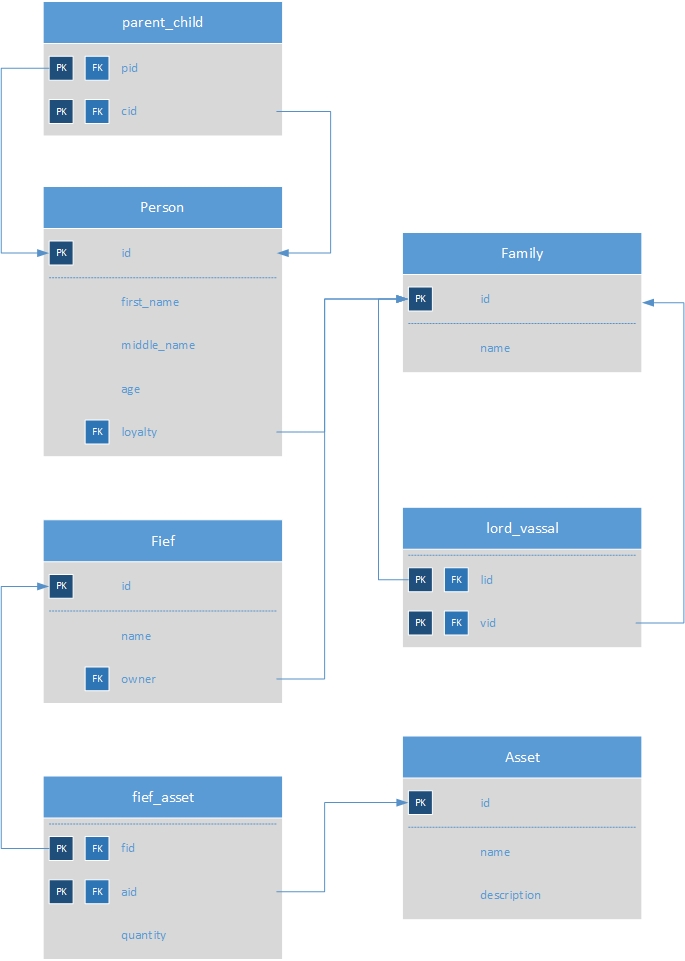 parent_child
PK FK pid
PK FK cid
Person
PK id
first_name
middle_name
age
FK loyalty
Family
PK id
name
Fief
PK id
name
FK owner
lord_vassal
PK FK lid
PK FK vid
fief_asset
PK FK fid
PK FK aid
quantity
Asset
PK id
name
description